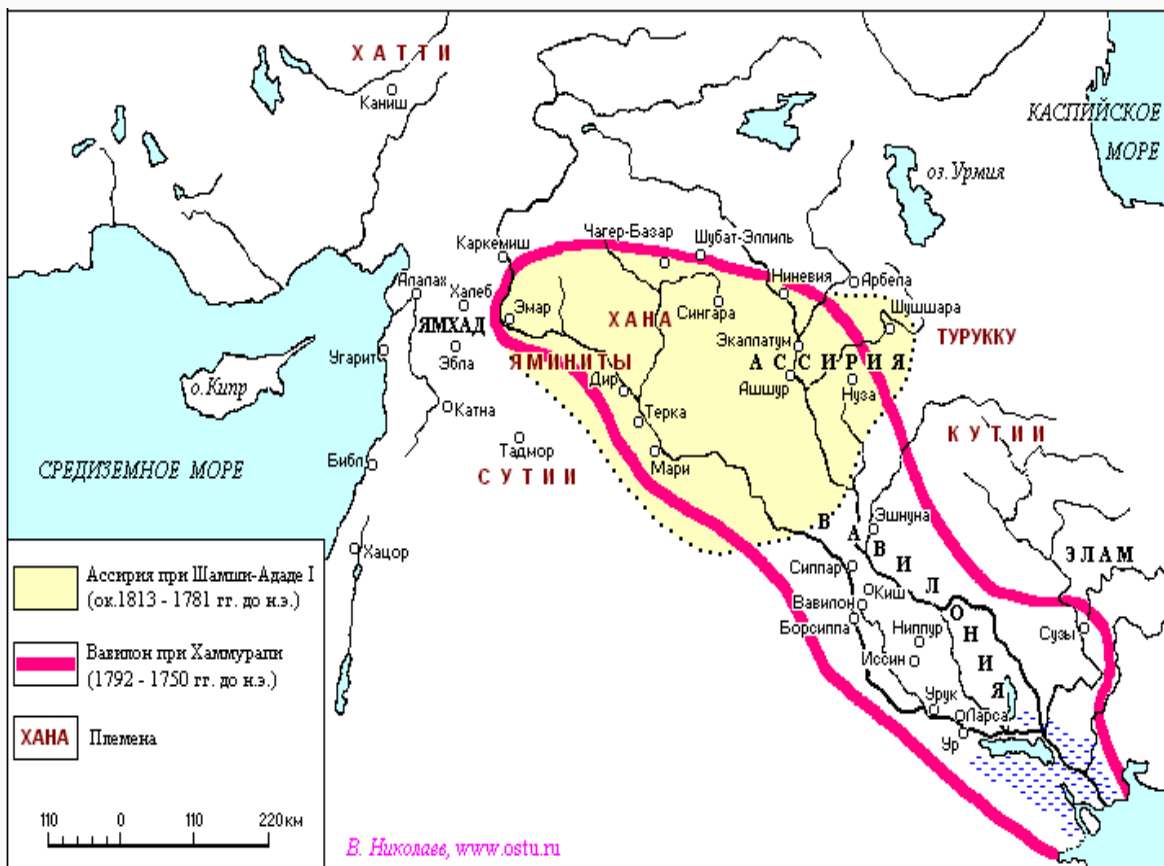 ХАТТИ
Каниш
КАСПИЙСКОЕ
МОРЕ
оз. Урмия
Чагер-Базар
Шубат-Эллиль
Каркемиш
Ниневия
Арбела
Алалах
Халеб
Эмар
ХАНА
Сингара
Шушшара
ЯМХАД
ТУРУККУ
Угарит
Эбла
ЯМИНИТЫ
Экаллатум
АССИРИЯ
о. Кипр
Дир
Ашшур
Нуза
Катна
Терка
КУТИИ
Тадмор
СРЕДИЗЕМНОЕ МОРЕ
Библ
СУТИИ
Мари
ВАВИЛОНИЯ
Эшнуна
Хацор
ЭЛАМ
Сиппар
Киш
Вавилон
Борсиппа
Ниппур
Сузы
Иссин
Урук
Ларса
Ур
Ассирия при Шамши-Ададе I
(ок.1813 - 1781 гг. до н.э.)
Вавилон при Хаммурапи
(1792 - 1750 гг. до н.э.)
ХАНА Племена
110 0 110 220 км
В. Николаев, www.ostu.ru